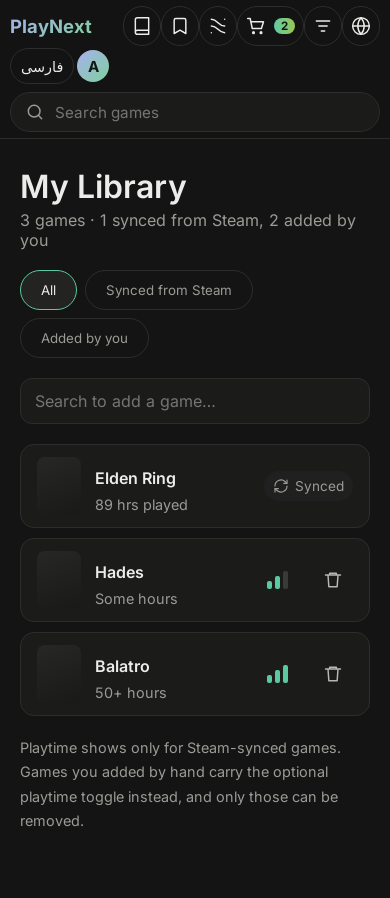 PlayNext
2
فارسی
A
Search games
My Library
3 games · 1 synced from Steam, 2 added by
you
All
Synced from Steam
Added by you
Search to add a game...
Elden Ring
89 hrs played
Synced
Hades
Some hours
Balatro
50+ hours
Playtime shows only for Steam-synced games.
Games you added by hand carry the optional
playtime toggle instead, and only those can be
removed.